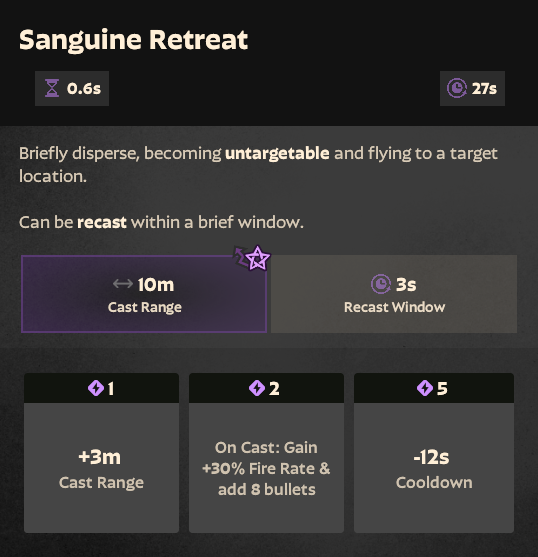 Sanguine Retreat
0.6s
27s
Briefly disperse, becoming untargetable and flying to a target
location.
Can be recast within a brief window.
10m
Cast Range
3s
Recast Window
1
+3m
Cast Range
2
On Cast: Gain
+30% Fire Rate &
add 8 bullets
5
-12s
Cooldown